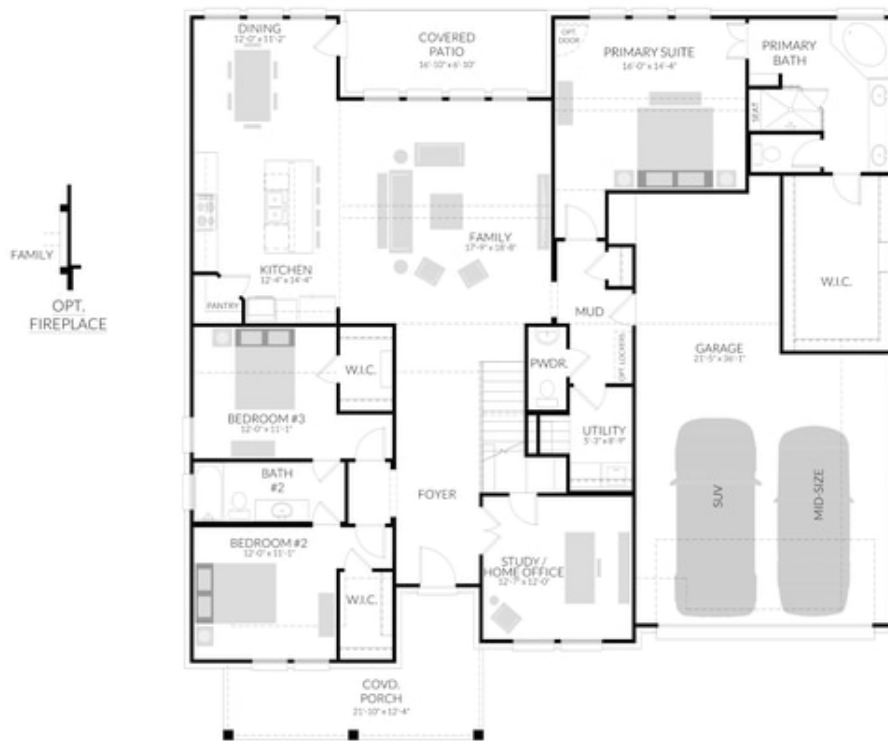 DINING
12'-0" x 11'-2"
COVERED
PATIO
16'-10" x 6'-10"
OPT.
DOOR
PRIMARY SUITE
16'-0" x 14'-4"
PRIMARY
BATH
SEAT
FAMILY
OPT.
FIREPLACE
FAMILY
17'-9" x 18'-8"
KITCHEN
12'-4" x 14'-4"
PANTRY
MUD
W.I.C.
OPT. LOCKERS
GARAGE
21'-5" x 36'-1"
W.I.C.
PWDR.
BEDROOM #3
12'-0" x 11'-1"
UTILITY
5'-3" x 8'-9"
BATH
#2
FOYER
SUV
MID-SIZE
BEDROOM #2
12'-0" x 11'-1"
STUDY /
HOME OFFICE
12'-7" x 12'-0"
W.I.C.
COVD.
PORCH
21'-10" x 12'-4"